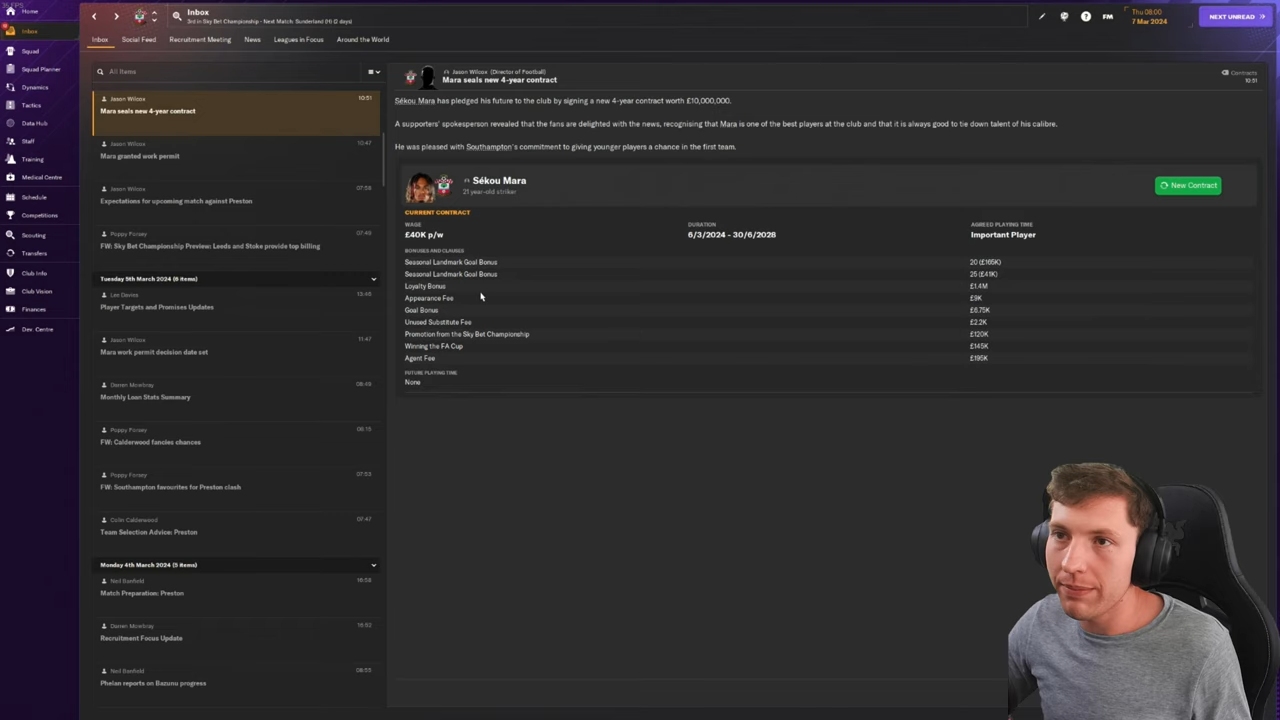 36 FPS
Home
Inbox
Squad
Squad Planner
Dynamics
Tactics
Data Hub
Staff
Training
Medical Centre
Schedule
Competitions
Scouting
Transfers
Club Info
Club Vision
Finances
Dev. Centre
Inbox
3rd in Sky Bet Championship - Next Match: Sunderland (H) (2 days)
FM
Thu 08:00
7 Mar 2024
NEXT UNREAD
Inbox Social Feed Recruitment Meeting News Leagues in Focus Around the World
All Items
Jason Wilcox 10:51
Mara seals new 4-year contract
Jason Wilcox 10:47
Mara granted work permit
Jason Wilcox 07:58
Expectations for upcoming match against Preston
Poppy Forsey 07:49
FW: Sky Bet Championship Preview: Leeds and Stoke provide top billing
Tuesday 5th March 2024 (6 items)
Lee Davies 13:49
Player Targets and Promises Updates
Jason Wilcox 11:47
Mara work permit decision date set
Darren Mowbray 08:49
Monthly Loan Stats Summary
Poppy Forsey 08:15
FW: Calderwood fancies chances
Poppy Forsey 07:53
FW: Southampton favourites for Preston clash
Colin Calderwood 07:47
Team Selection Advice: Preston
Monday 4th March 2024 (5 items)
Neil Banfield 16:58
Match Preparation: Preston
Darren Mowbray 16:52
Recruitment Focus Update
Neil Banfield 08:55
Phelan reports on Bazunu progress
Jason Wilcox (Director of Football)
Mara seals new 4-year contract
Contracts
10:51
Sékou Mara has pledged his future to the club by signing a new 4-year contract worth £10,000,000.
A supporters' spokesperson revealed that the fans are delighted with the news, recognising that Mara is one of the best players at the club and that it is always good to tie down talent of his calibre.
He was pleased with Southampton's commitment to giving younger players a chance in the first team.
Sékou Mara
21 year-old striker
New Contract
CURRENT CONTRACT
WAGE DURATION AGREED PLAYING TIME
£40K p/w 6/3/2024 - 30/6/2028 Important Player
BONUSES AND CLAUSES
Seasonal Landmark Goal Bonus 20 (£165K)
Seasonal Landmark Goal Bonus 25 (£41K)
Loyalty Bonus £1.4M
Appearance Fee £9K
Goal Bonus £6.75K
Unused Substitute Fee £2.2K
Promotion from the Sky Bet Championship £120K
Winning the FA Cup £145K
Agent Fee £195K
FUTURE PLAYING TIME
None